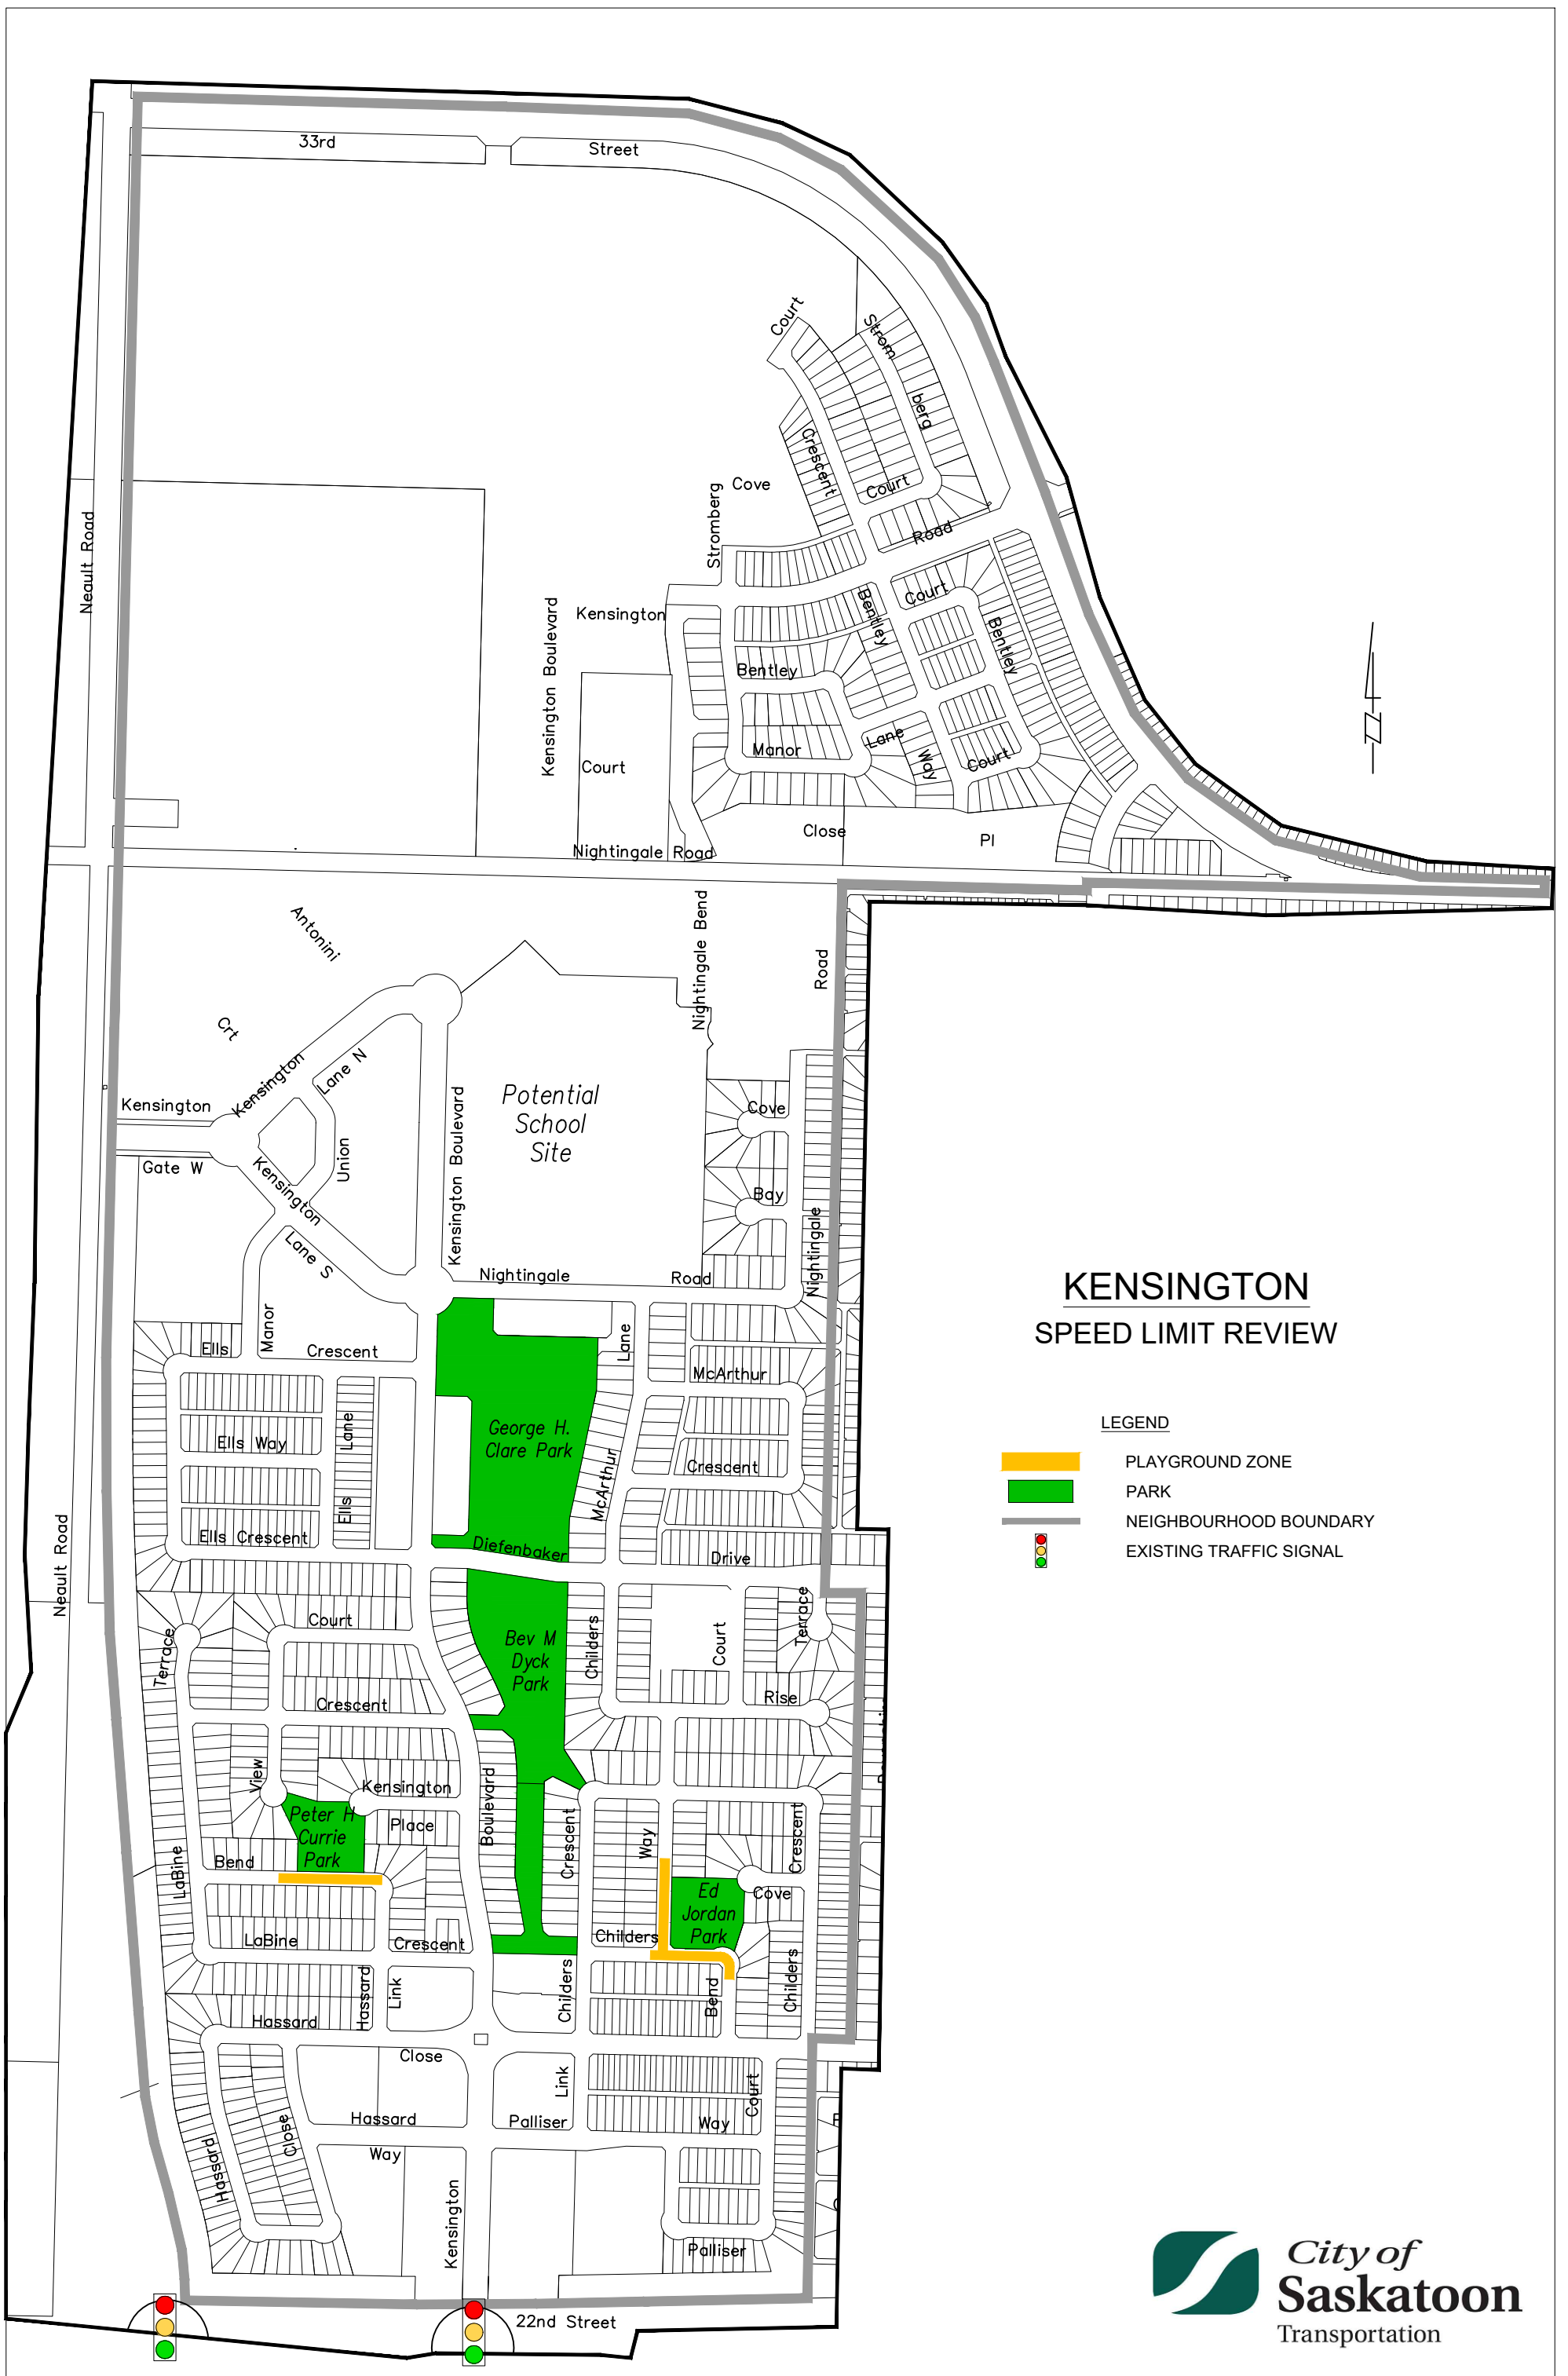 33rd
Street
Court
Strom
berg
Crescent
Court
Cove
Stromberg
Road
Neault Road
Kensington Boulevard
Kensington
Bentley
Court
Bentley
Bentley
Manor
Lane
Way
Court
Court
Close
Pl
Nightingale Road
Antonini
Crt
Nightingale Bend
Road
Kensington
Lane N
Kensington
Gate W
Union
Kensington
Lane S
Kensington Boulevard
Potential
School
Site
Cove
Bay
Nightingale
Nightingale
Road
KENSINGTON
SPEED LIMIT REVIEW
LEGEND
PLAYGROUND ZONE
PARK
NEIGHBOURHOOD BOUNDARY
EXISTING TRAFFIC SIGNAL
Manor
Ells
Crescent
Lane
McArthur
George H.
Clare Park
Ells Way
Lane
Ells
Crescent
McArthur
Ells Crescent
Diefenbaker
Drive
Neault Road
Court
Terrace
Bev M
Dyck
Park
Childers
Court
Terrace
Crescent
Rise
View
Kensington
Place
Boulevard
Peter H
Currie
Park
Bend
LaBine
Crescent
Way
Crescent
Ed
Jordan
Park
Cove
LaBine
Crescent
Childers
Hassard
Link
Childers
Bend
Childers
Hassard
Close
Link
Court
Hassard
Way
Palliser
Way
Close
Hassard
Kensington
Palliser
22nd Street
City of
Saskatoon
Transportation